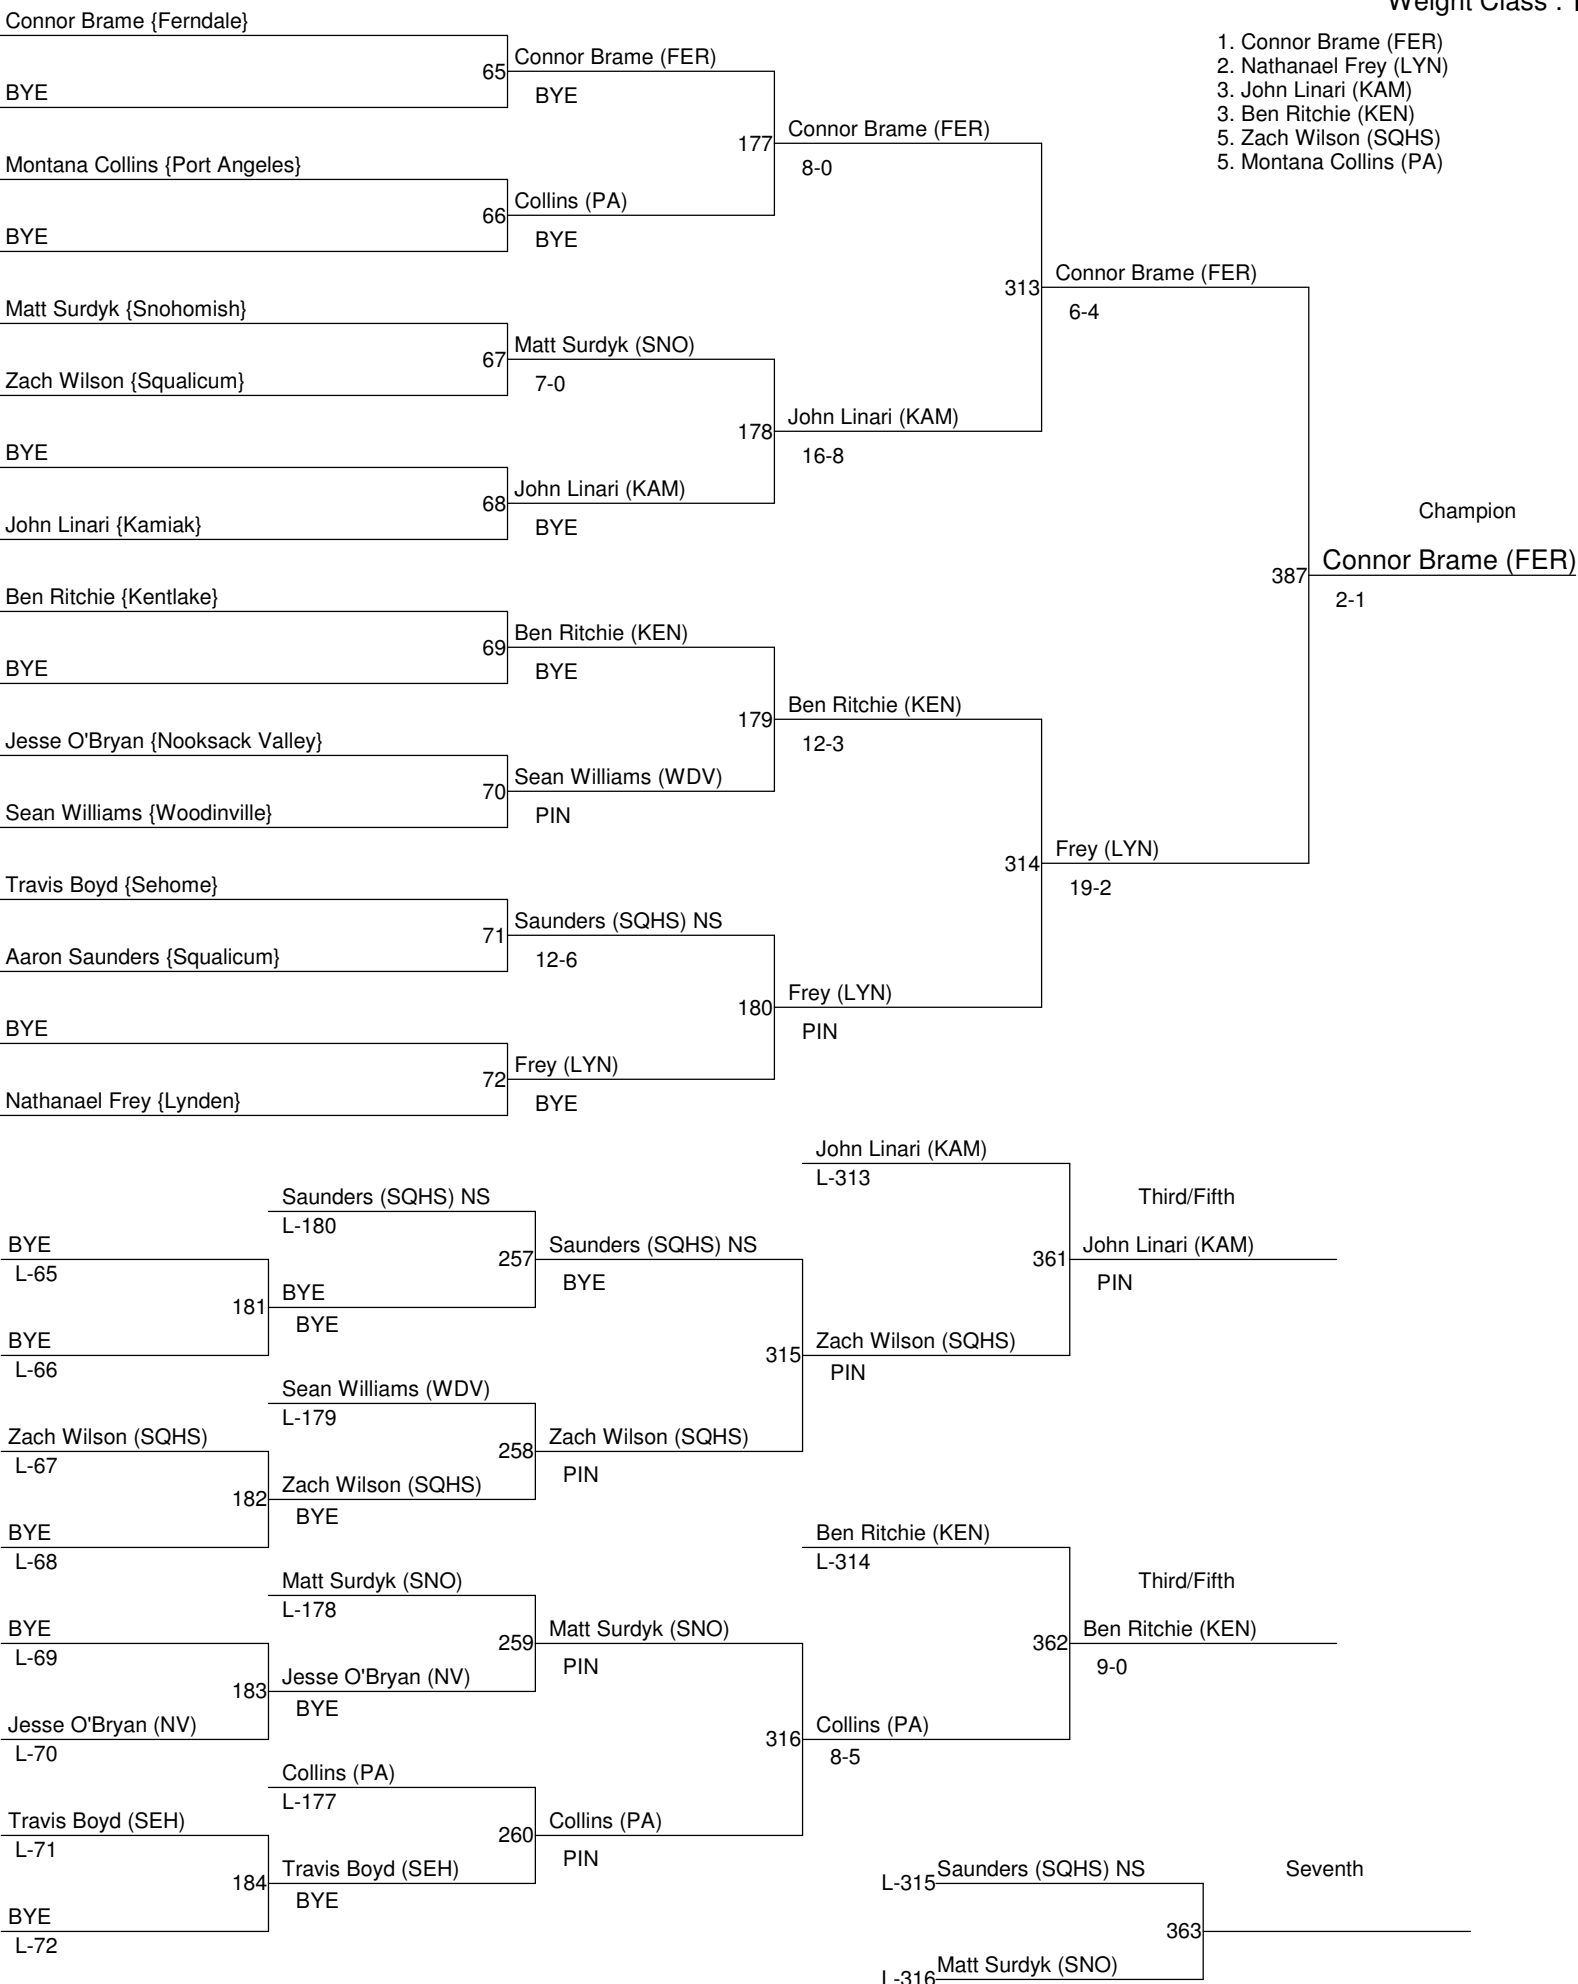 Weight Class :
1. Connor Brame (FER)
2. Nathanael Frey (LYN)
3. John Linari (KAM)
3. Ben Ritchie (KEN)
5. Zach Wilson (SQHS)
5. Montana Collins (PA)
Connor Brame {Ferndale}
BYE
65
Connor Brame (FER)
BYE
Montana Collins {Port Angeles}
BYE
66
Collins (PA)
BYE
177
Connor Brame (FER)
8-0
Matt Surdyk {Snohomish}
Zach Wilson {Squalicum}
67
Matt Surdyk (SNO)
7-0
BYE
John Linari {Kamiak}
68
John Linari (KAM)
BYE
178
John Linari (KAM)
16-8
313
Connor Brame (FER)
6-4
Ben Ritchie {Kentlake}
BYE
69
Ben Ritchie (KEN)
BYE
Jesse O'Bryan {Nooksack Valley}
Sean Williams {Woodinville}
70
Sean Williams (WDV)
PIN
179
Ben Ritchie (KEN)
12-3
Travis Boyd {Sehome}
Aaron Saunders {Squalicum}
71
Saunders (SQHS) NS
12-6
BYE
Nathanael Frey {Lynden}
72
Frey (LYN)
BYE
180
Frey (LYN)
PIN
314
Frey (LYN)
19-2
Champion
387
Connor Brame (FER)
2-1
BYE
L-65
BYE
L-66
181
BYE
BYE
Saunders (SQHS) NS
L-180
257
Saunders (SQHS) NS
BYE
Zach Wilson (SQHS)
L-67
BYE
L-68
182
Zach Wilson (SQHS)
BYE
Sean Williams (WDV)
L-179
258
Zach Wilson (SQHS)
PIN
315
Zach Wilson (SQHS)
PIN
John Linari (KAM)
L-313
Third/Fifth
361
John Linari (KAM)
PIN
BYE
L-69
Jesse O'Bryan (NV)
L-70
183
Jesse O'Bryan (NV)
BYE
Matt Surdyk (SNO)
L-178
259
Matt Surdyk (SNO)
PIN
Travis Boyd (SEH)
L-71
BYE
L-72
184
Travis Boyd (SEH)
BYE
Collins (PA)
L-177
260
Collins (PA)
PIN
316
Collins (PA)
8-5
Ben Ritchie (KEN)
L-314
Third/Fifth
362
Ben Ritchie (KEN)
9-0
L-315
Saunders (SQHS) NS
L-316
Matt Surdyk (SNO)
363
Seventh